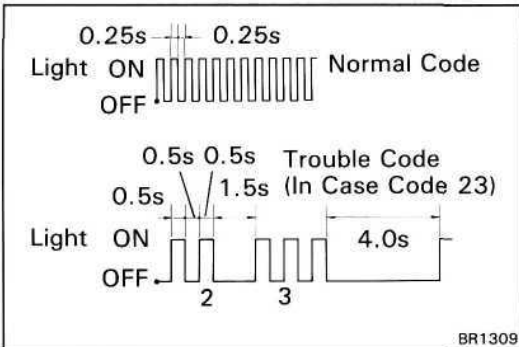 0.25s 0.25s
Light ON Normal Code
OFF
0.5s 0.5s Trouble Code
0.5s 1.5s (In Case Code 23)
Light ON 4.0s
OFF
2 3
BR1309